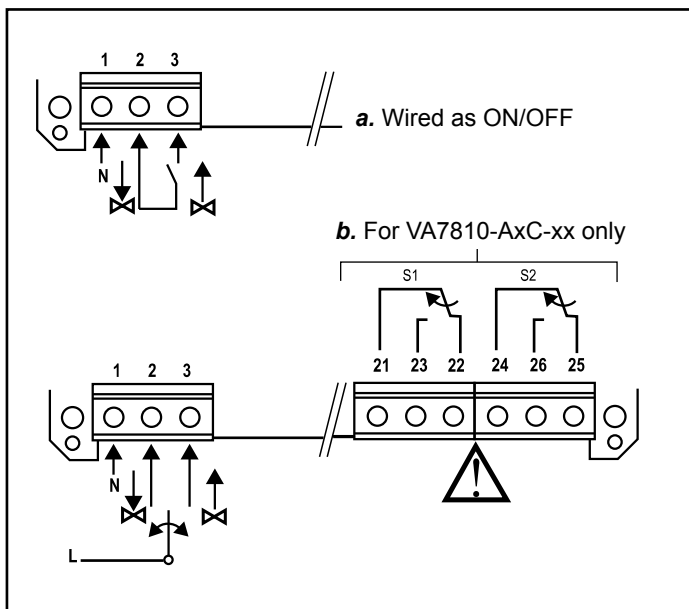 1 2 3
a. Wired as ON/OFF
N
b. For VA7810-AxC-xx only
S1 S2
21 23 22 24 26 25
1 2 3
N
!
L